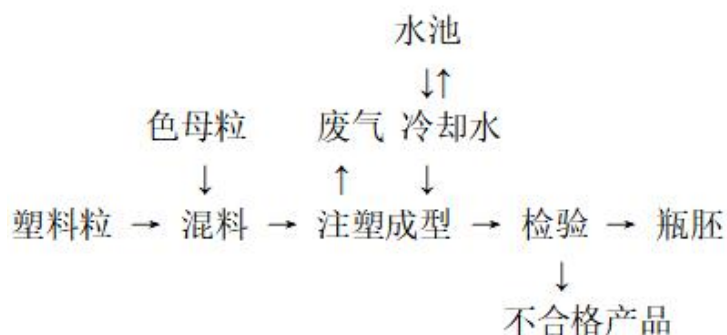 水池
↓↑
色母粒 废气 冷却水
↓ ↑ ↓
塑料粒 → 混料 → 注塑成型 → 检验 → 瓶胚
↓
不合格产品